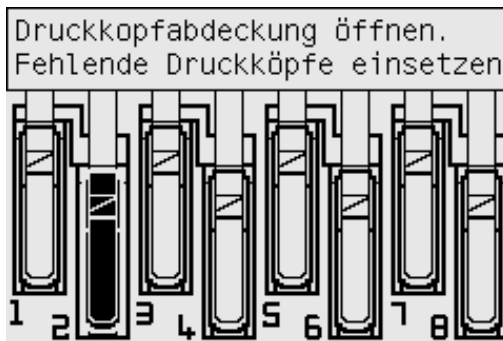 Druckkopfabdeckung öffnen.
Fehlende Druckköpfe einsetzen
1 2 3 4 5 6 7 8